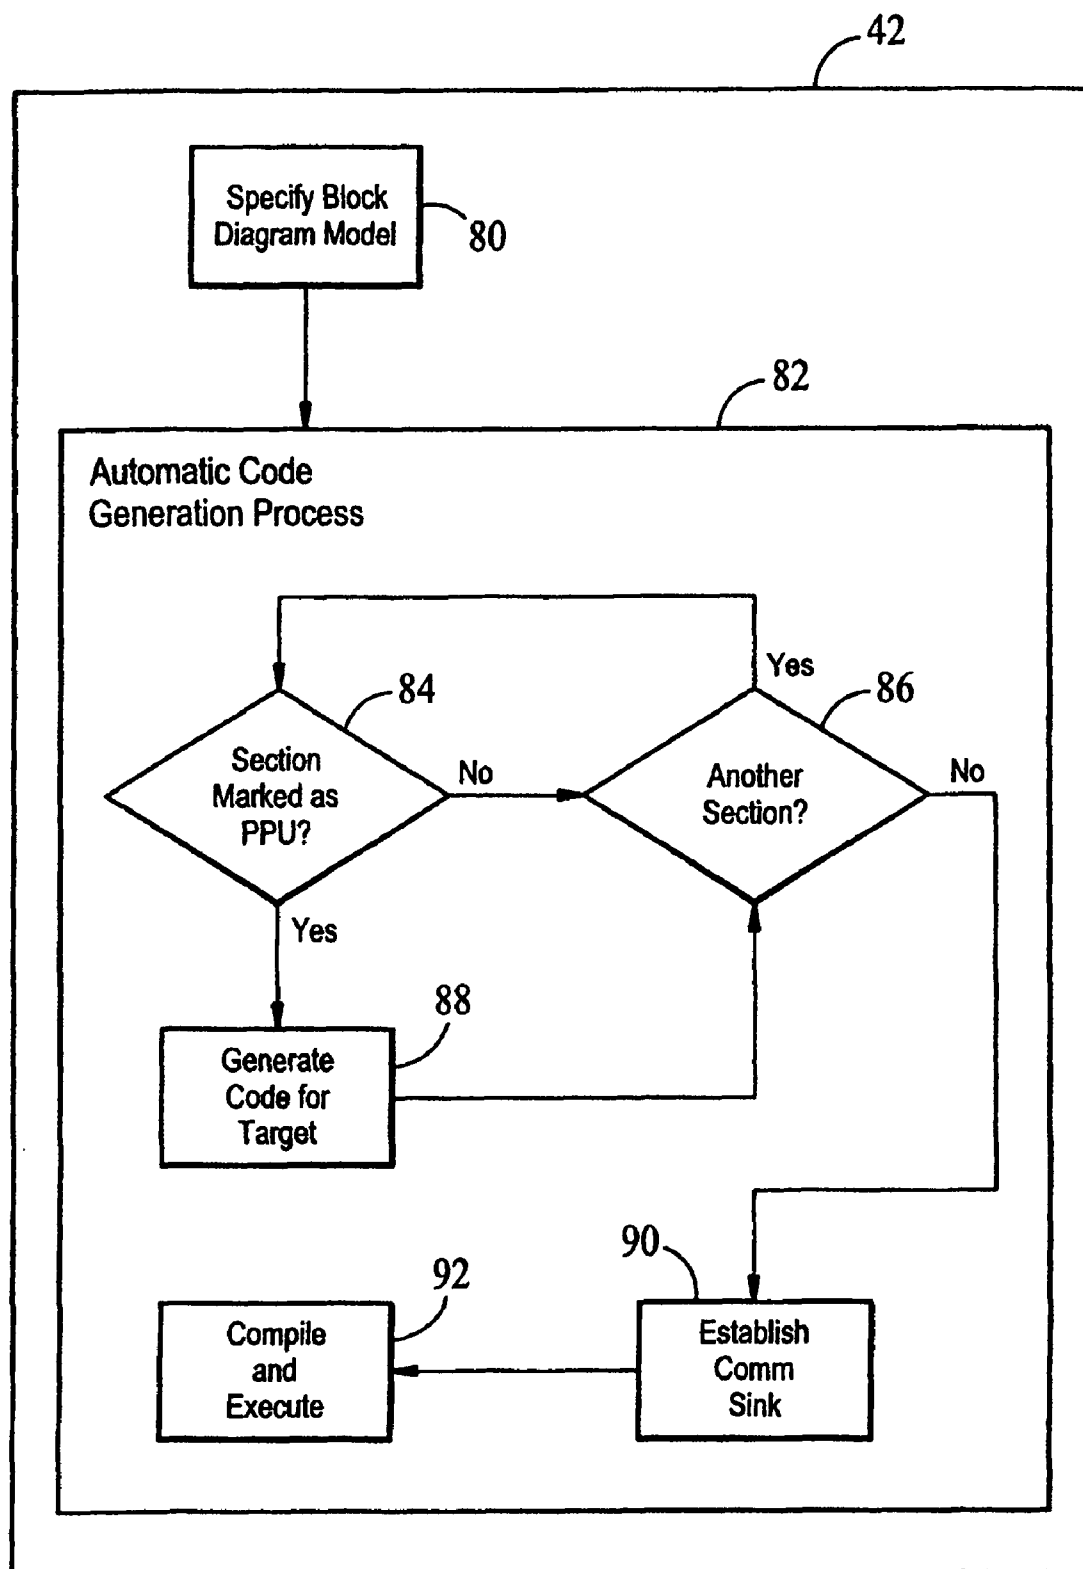 42
Specify Block
Diagram Model
80
82
Automatic Code
Generation Process
Yes
84
86
Section
Marked as
PPU?
No
Another
Section?
No
Yes
88
Generate
Code for
Target
90
92
Compile
and
Execute
Establish
Comm
Sink